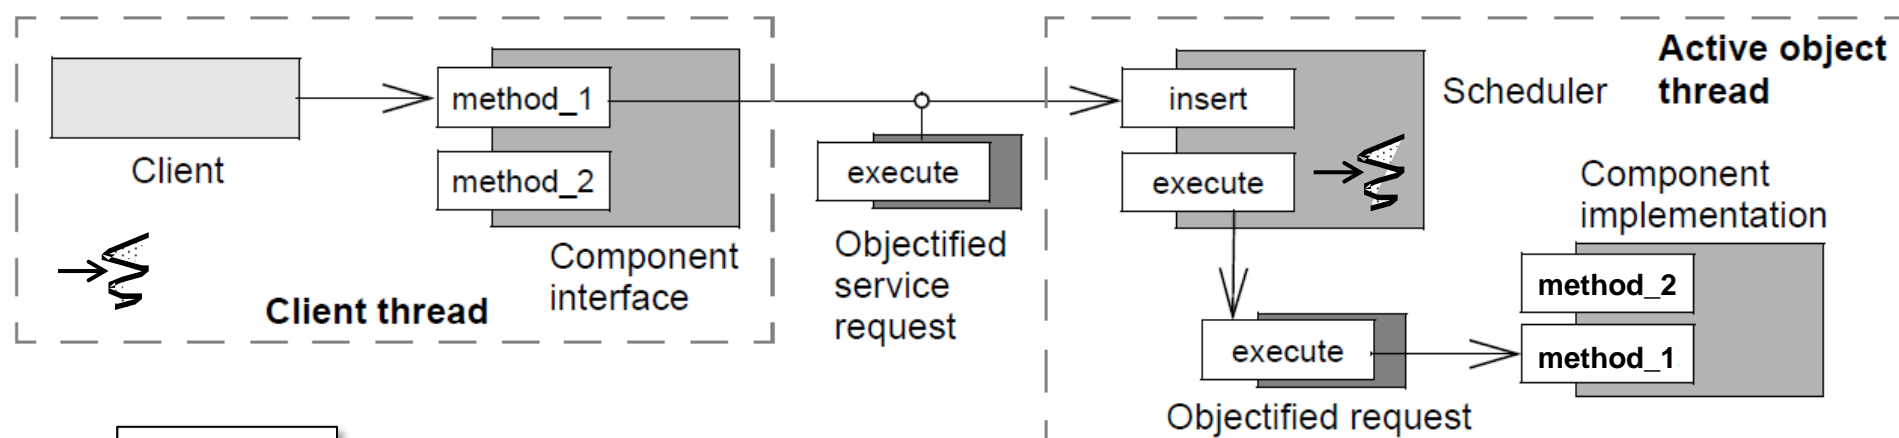 Client
Client thread
method_1
method_2
Component
interface
execute
Objectified
service
request
Active object
thread
Scheduler
insert
execute
execute
Objectified request
Component
implementation
method_2
method_1